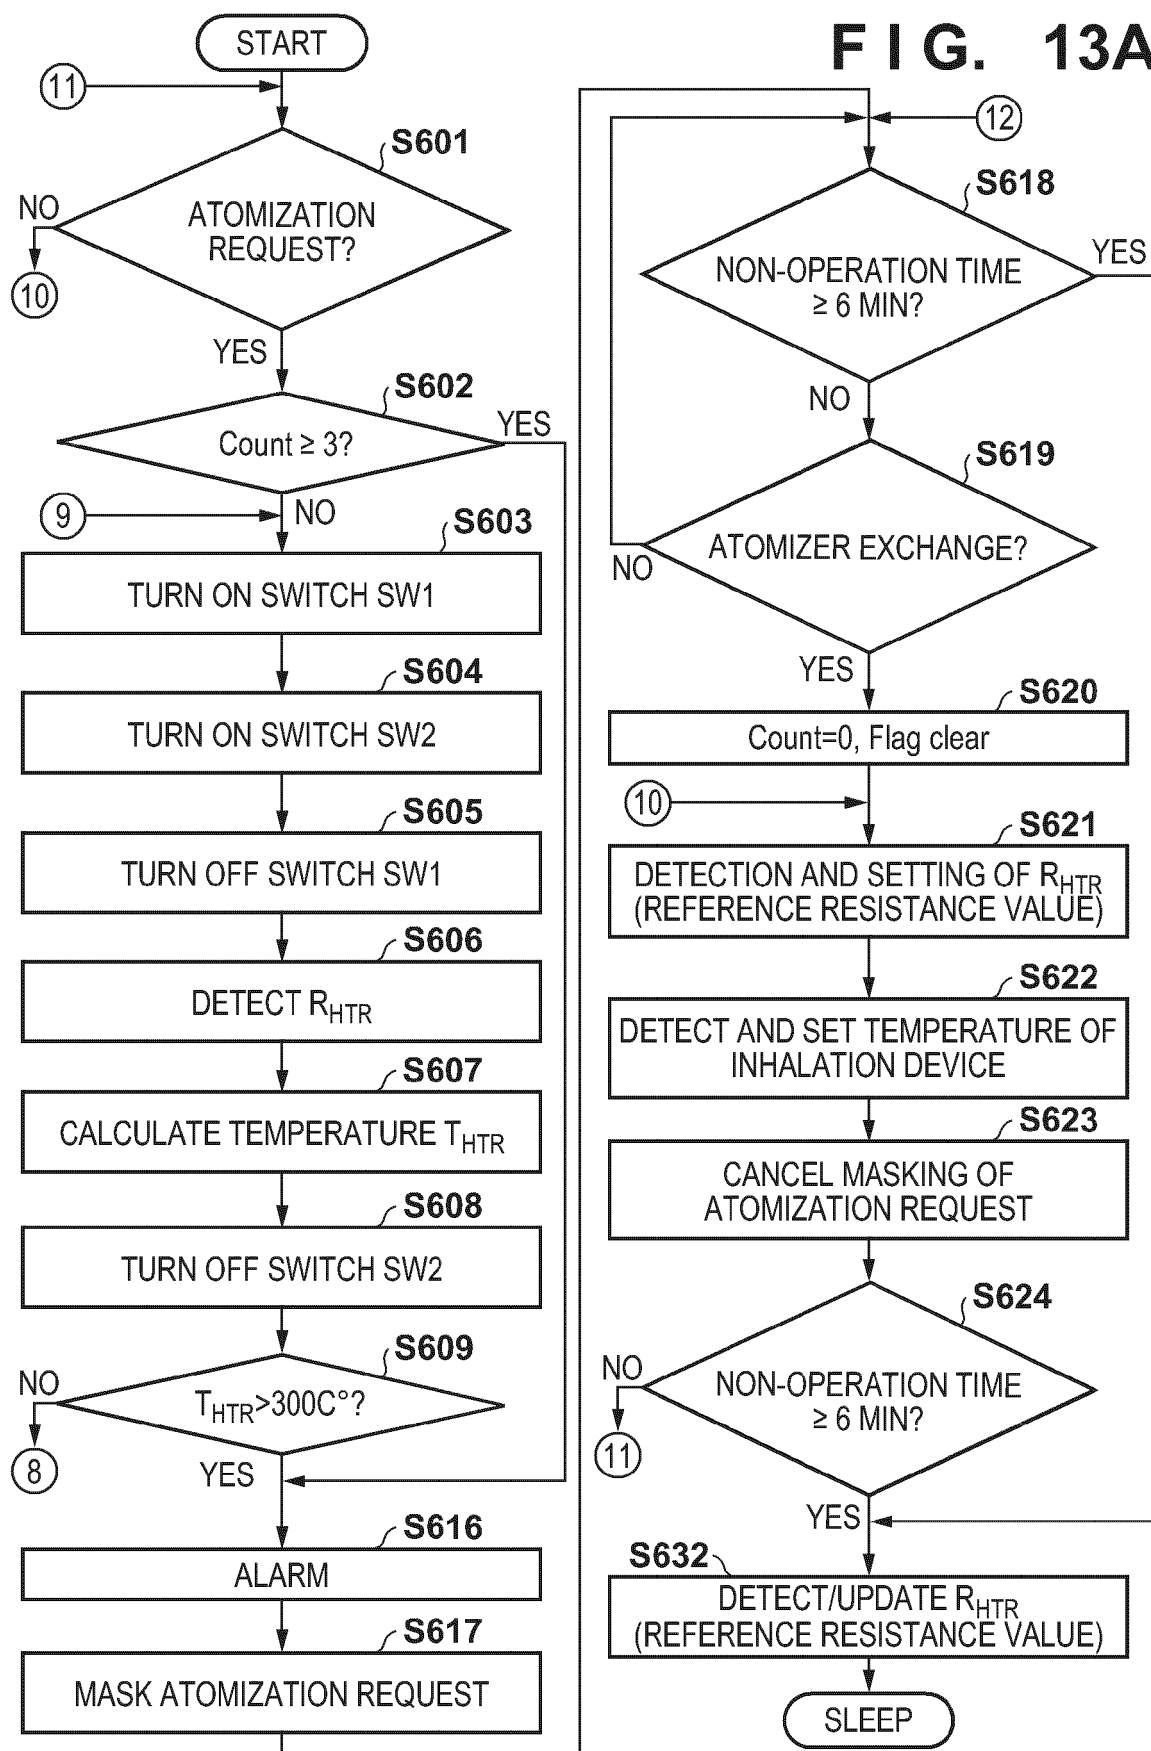 FIG. 13A
START
11
S601
ATOMIZATION
REQUEST?
NO
10
YES
S602
Count ≥ 3?
YES
9
NO
S603
TURN ON SWITCH SW1
S604
TURN ON SWITCH SW2
S605
TURN OFF SWITCH SW1
S606
DETECT RHTR
S607
CALCULATE TEMPERATURE THTR
S608
TURN OFF SWITCH SW2
S609
THTR>300C°?
NO
8
YES
S616
ALARM
S617
MASK ATOMIZATION REQUEST
12
S618
NON-OPERATION TIME
≥ 6 MIN?
YES
NO
S619
ATOMIZER EXCHANGE?
NO
YES
S620
Count=0, Flag clear
10
S621
DETECTION AND SETTING OF RHTR
(REFERENCE RESISTANCE VALUE)
S622
DETECT AND SET TEMPERATURE OF
INHALATION DEVICE
S623
CANCEL MASKING OF
ATOMIZATION REQUEST
S624
NON-OPERATION TIME
≥ 6 MIN?
NO
11
YES
S632
DETECT/UPDATE RHTR
(REFERENCE RESISTANCE VALUE)
SLEEP